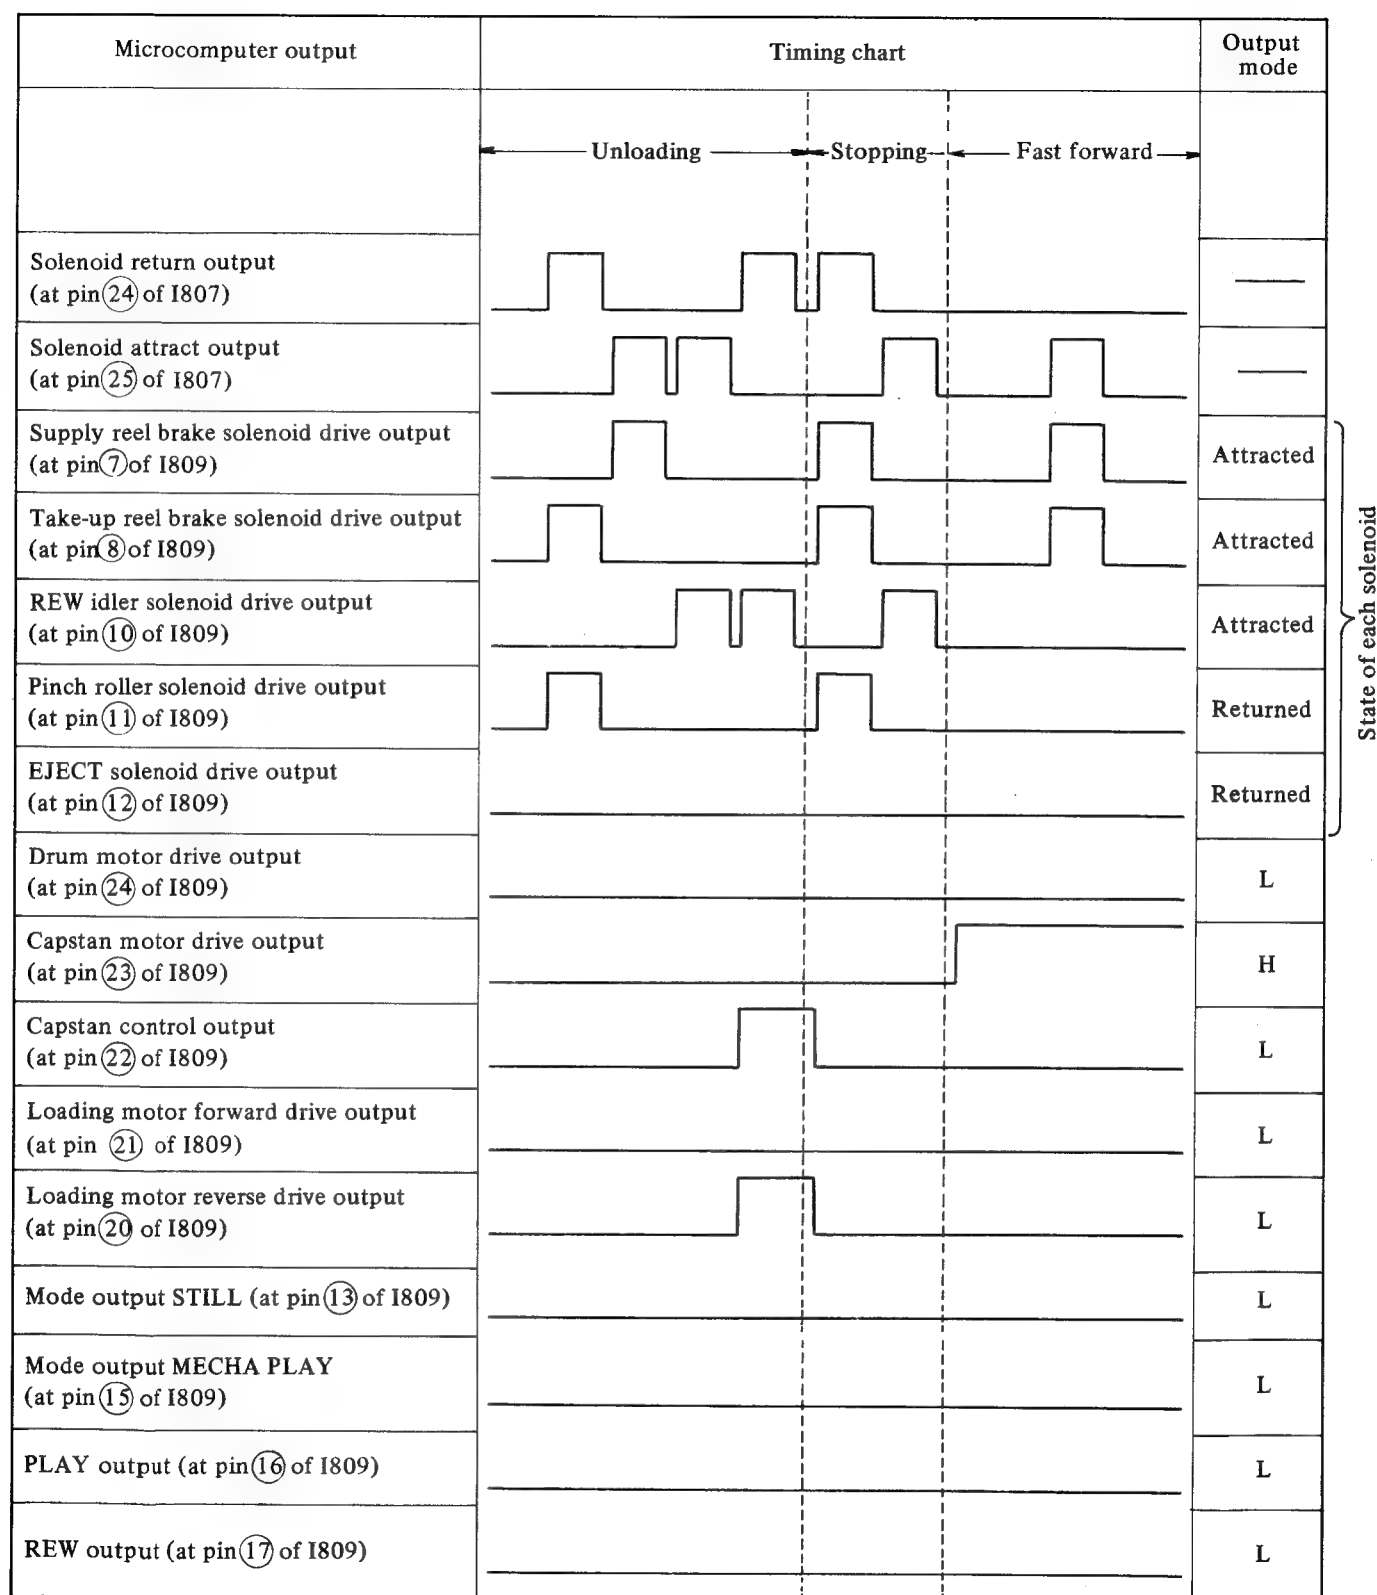 Microcomputer output
Timing chart
Output
mode
Unloading
Stopping
Fast forward
Solenoid return output
(at pin 24 of I807)
Solenoid attract output
(at pin 25 of I807)
Supply reel brake solenoid drive output
(at pin 7 of I809)
Attracted
Take-up reel brake solenoid drive output
(at pin 8 of I809)
Attracted
REW idler solenoid drive output
(at pin 10 of I809)
Attracted
Pinch roller solenoid drive output
(at pin 11 of I809)
Returned
EJECT solenoid drive output
(at pin 12 of I809)
Returned
State of each solenoid
Drum motor drive output
(at pin 24 of I809)
L
Capstan motor drive output
(at pin 23 of I809)
H
Capstan control output
(at pin 22 of I809)
L
Loading motor forward drive output
(at pin 21 of I809)
L
Loading motor reverse drive output
(at pin 20 of I809)
L
Mode output STILL (at pin 13 of I809)
L
Mode output MECHA PLAY
(at pin 15 of I809)
L
PLAY output (at pin 16 of I809)
L
REW output (at pin 17 of I809)
L